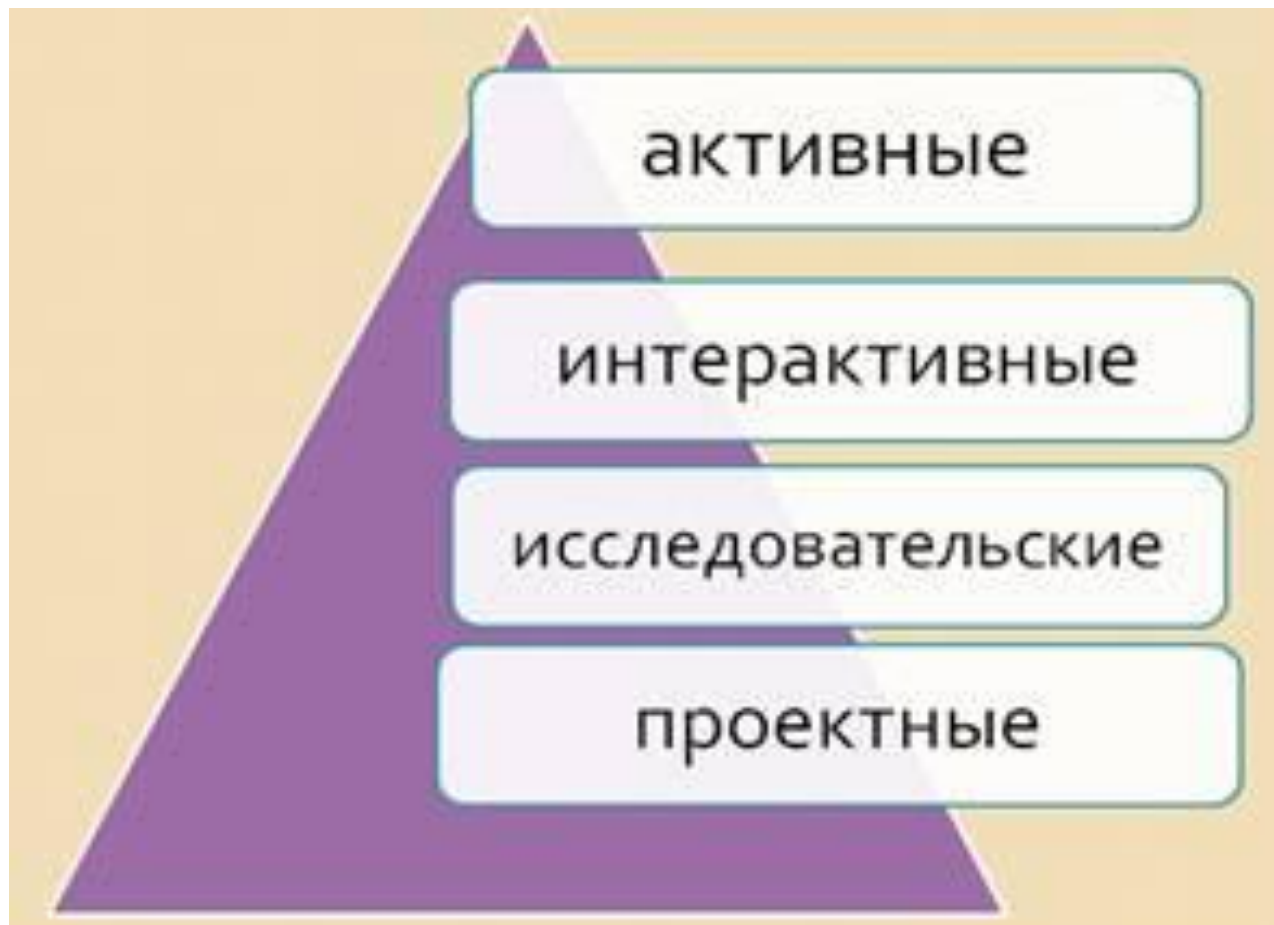 активные
интерактивные
исследовательские
проектные